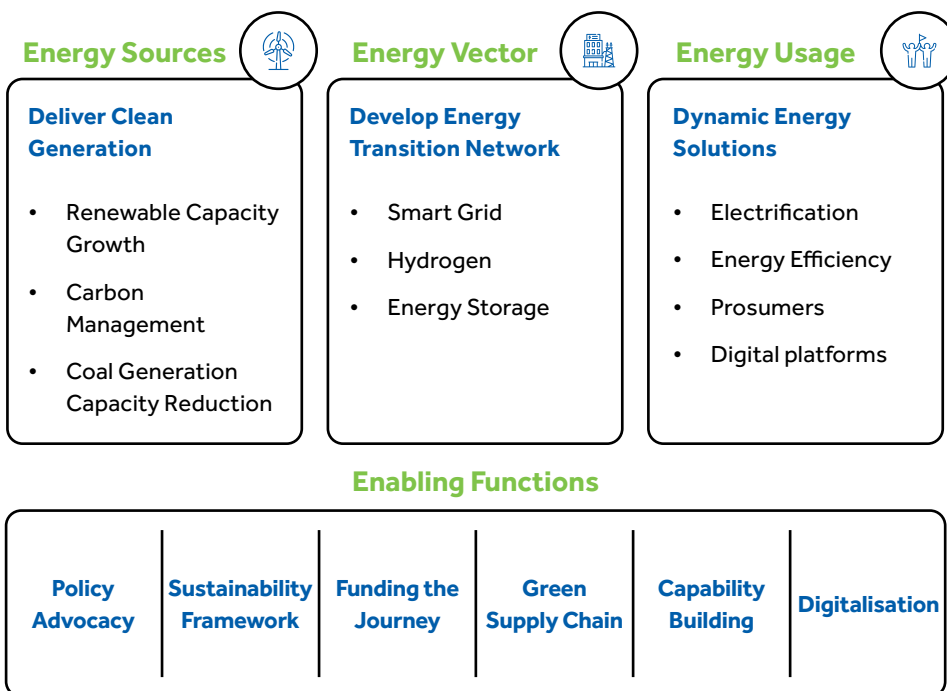 Energy Sources
Deliver Clean
Generation
• Renewable Capacity
Growth
• Carbon
Management
• Coal Generation
Capacity Reduction
Energy Vector
Develop Energy
Transition Network
• Smart Grid
• Hydrogen
• Energy Storage
Energy Usage
Dynamic Energy
Solutions
• Electrification
• Energy Efficiency
• Prosumers
• Digital platforms
Enabling Functions
Policy
Advocacy
Sustainability
Framework
Funding the
Journey
Green
Supply Chain
Capability
Building
Digitalisation